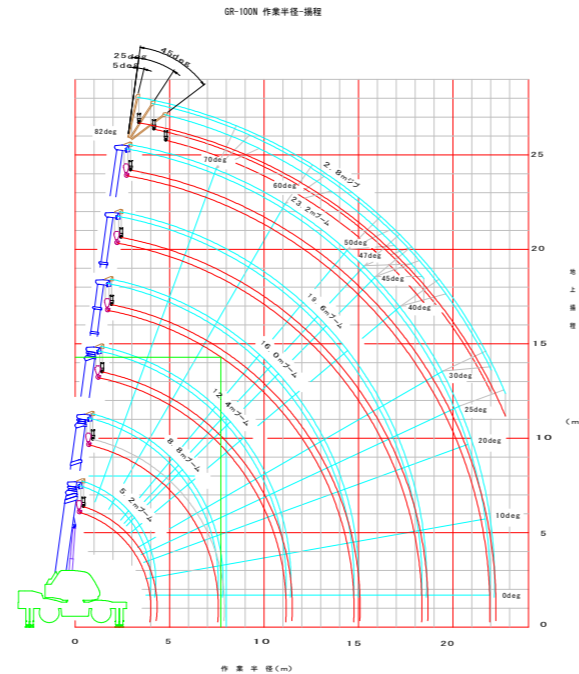 GR-100N 作業半径-揚程
45deg
25deg
5deg
82deg
70deg
2.8mジブ
60deg
23.2mブーム
50deg
47deg
45deg
40deg
19.6mブーム
16.0mブーム
30deg
12.4mブーム
25deg
8.8mブーム
20deg
5.2mブーム
10deg
0deg
25
20
15
10
5
0
地上揚程
(m
0
5
10
15
20
作業半径(m)